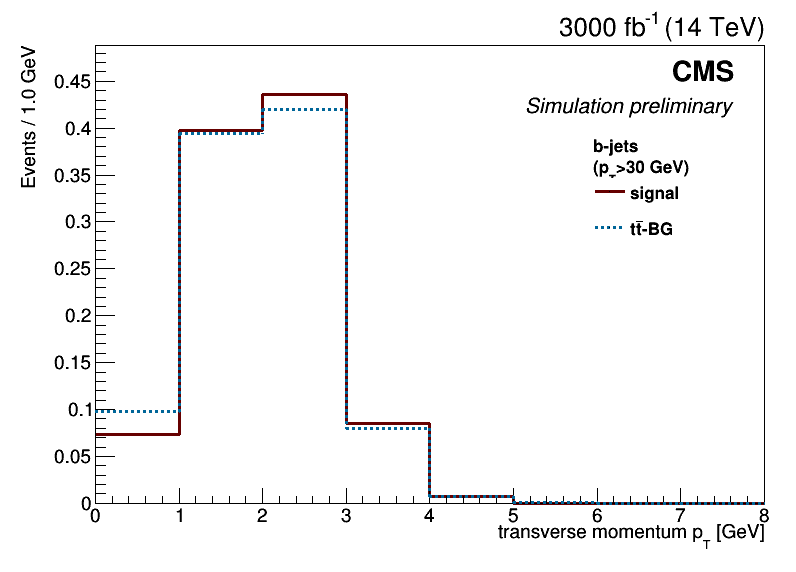 3000 fb⁻¹ (14 TeV)
CMS
Simulation preliminary
b-jets
(p_T>30 GeV)
signal
tt̄-BG
Events / 1.0 GeV
0.45
0.4
0.35
0.3
0.25
0.2
0.15
0.1
0.05
0
0 1 2 3 4 5 6 7 8
transverse momentum p_T [GeV]